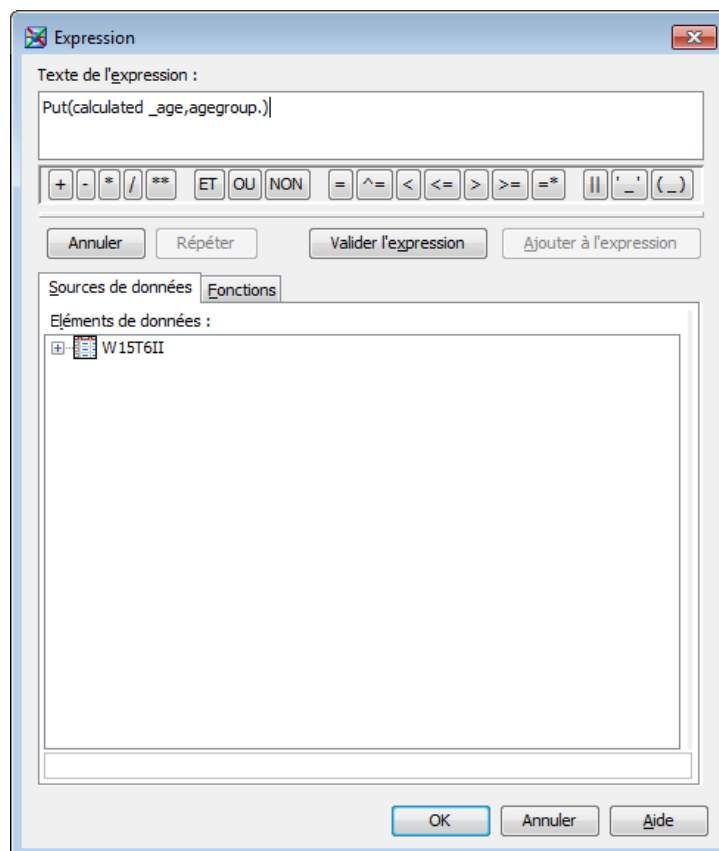 Expression
Texte de l'expression :
Put(calculated _age,agegroup.)
+ - * / ** ET OU NON = ^= < <= > >= =* || '_' (_)
Annuler Répéter Valider l'expression Ajouter à l'expression
Sources de données Fonctions
Eléments de données :
W15T6II
OK Annuler Aide